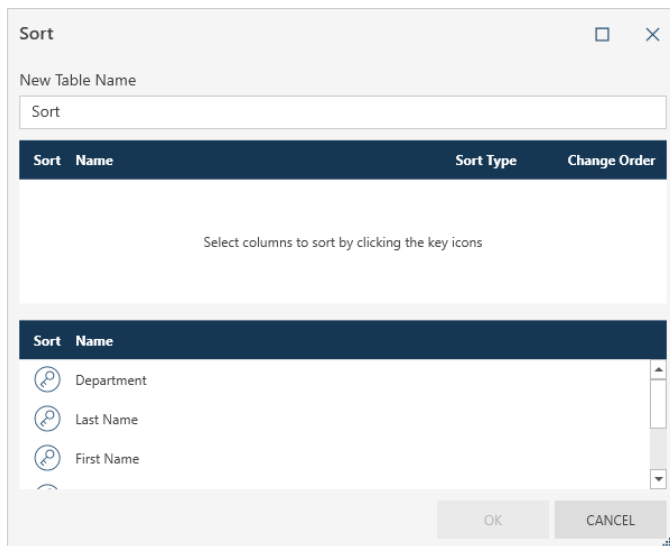 Sort
New Table Name
Sort
Sort Name Sort Type Change Order
Select columns to sort by clicking the key icons
Sort Name
Department
Last Name
First Name
OK CANCEL